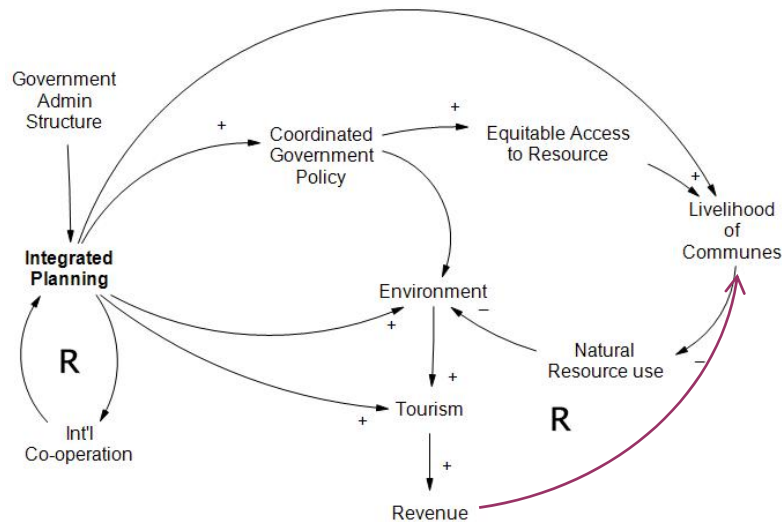 Government
Admin
Structure
+
Coordinated
Government
Policy
+
Equitable Access
to Resource
+
Livelihood
of
Communes
Integrated
Planning
Environment
+
–
Natural
Resource use
–
R
+
Tourism
+
R
Int'l
Co-operation
+
Revenue